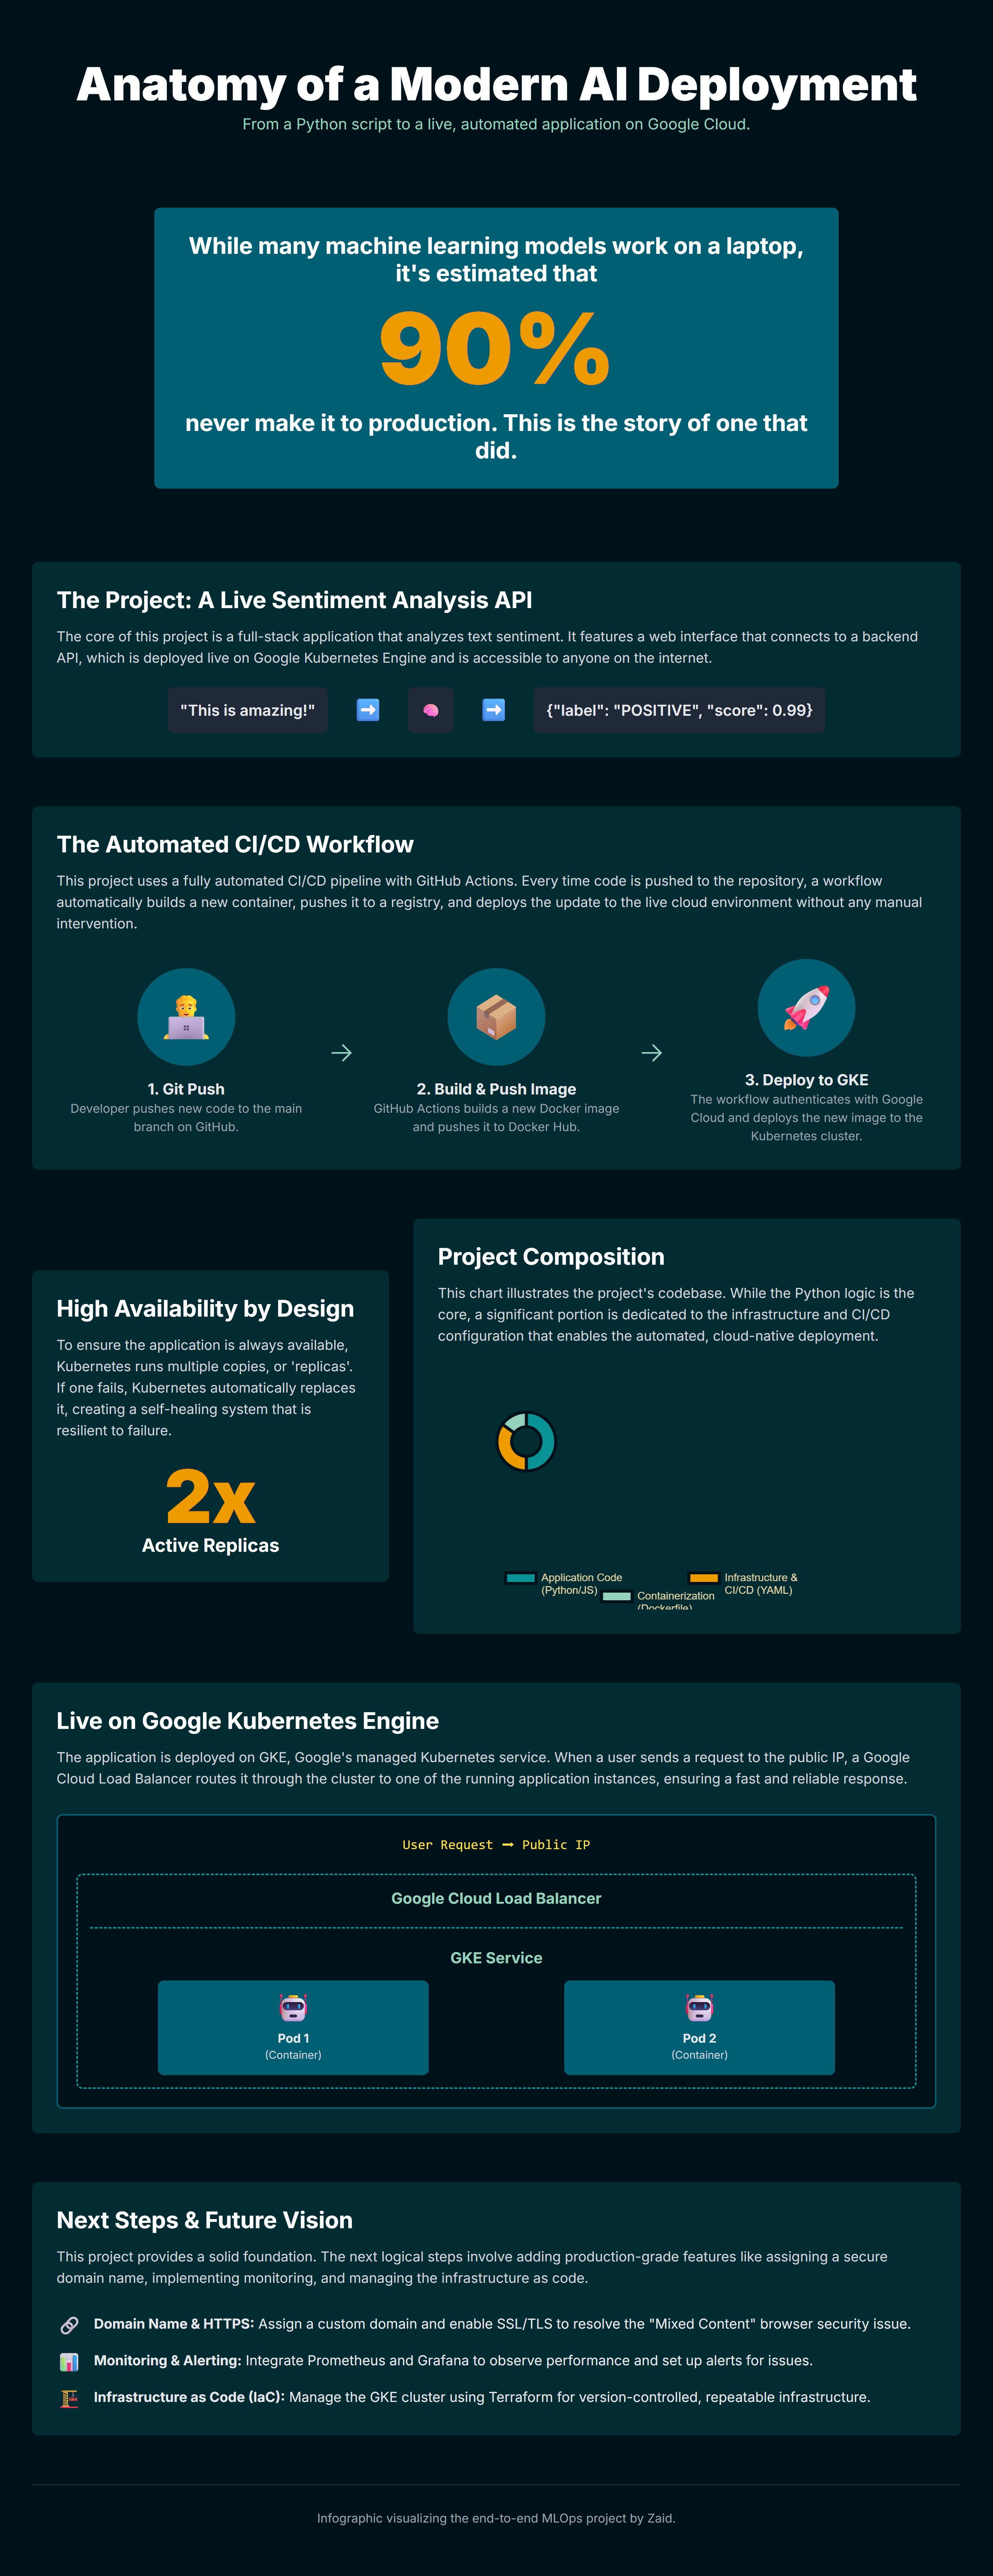 Anatomy of a Modern AI Deployment
From a Python script to a live, automated application on Google Cloud.
While many machine learning models work on a laptop,
it's estimated that
90%
never make it to production. This is the story of one that
did.
The Project: A Live Sentiment Analysis API
The core of this project is a full-stack application that analyzes text sentiment. It features a web interface that connects to a backend
API, which is deployed live on Google Kubernetes Engine and is accessible to anyone on the internet.
"This is amazing!"
{"label": "POSITIVE", "score": 0.99}
The Automated CI/CD Workflow
This project uses a fully automated CI/CD pipeline with GitHub Actions. Every time code is pushed to the repository, a workflow
automatically builds a new container, pushes it to a registry, and deploys the update to the live cloud environment without any manual
intervention.
1. Git Push
Developer pushes new code to the main
branch on GitHub.
2. Build & Push Image
GitHub Actions builds a new Docker image
and pushes it to Docker Hub.
3. Deploy to GKE
The workflow authenticates with Google
Cloud and deploys the new image to the
Kubernetes cluster.
High Availability by Design
To ensure the application is always available,
Kubernetes runs multiple copies, or 'replicas'.
If one fails, Kubernetes automatically replaces
it, creating a self-healing system that is
resilient to failure.
2x
Active Replicas
Project Composition
This chart illustrates the project's codebase. While the Python logic is the
core, a significant portion is dedicated to the infrastructure and CI/CD
configuration that enables the automated, cloud-native deployment.
Application Code
(Python/JS)
Infrastructure &
CI/CD (YAML)
Containerization
(Dockerfile)
Live on Google Kubernetes Engine
The application is deployed on GKE, Google's managed Kubernetes service. When a user sends a request to the public IP, a Google
Cloud Load Balancer routes it through the cluster to one of the running application instances, ensuring a fast and reliable response.
User Request ➞ Public IP
Google Cloud Load Balancer
GKE Service
Pod 1
(Container)
Pod 2
(Container)
Next Steps & Future Vision
This project provides a solid foundation. The next logical steps involve adding production-grade features like assigning a secure
domain name, implementing monitoring, and managing the infrastructure as code.
Domain Name & HTTPS: Assign a custom domain and enable SSL/TLS to resolve the "Mixed Content" browser security issue.
Monitoring & Alerting: Integrate Prometheus and Grafana to observe performance and set up alerts for issues.
Infrastructure as Code (IaC): Manage the GKE cluster using Terraform for version-controlled, repeatable infrastructure.
Infographic visualizing the end-to-end MLOps project by Zaid.